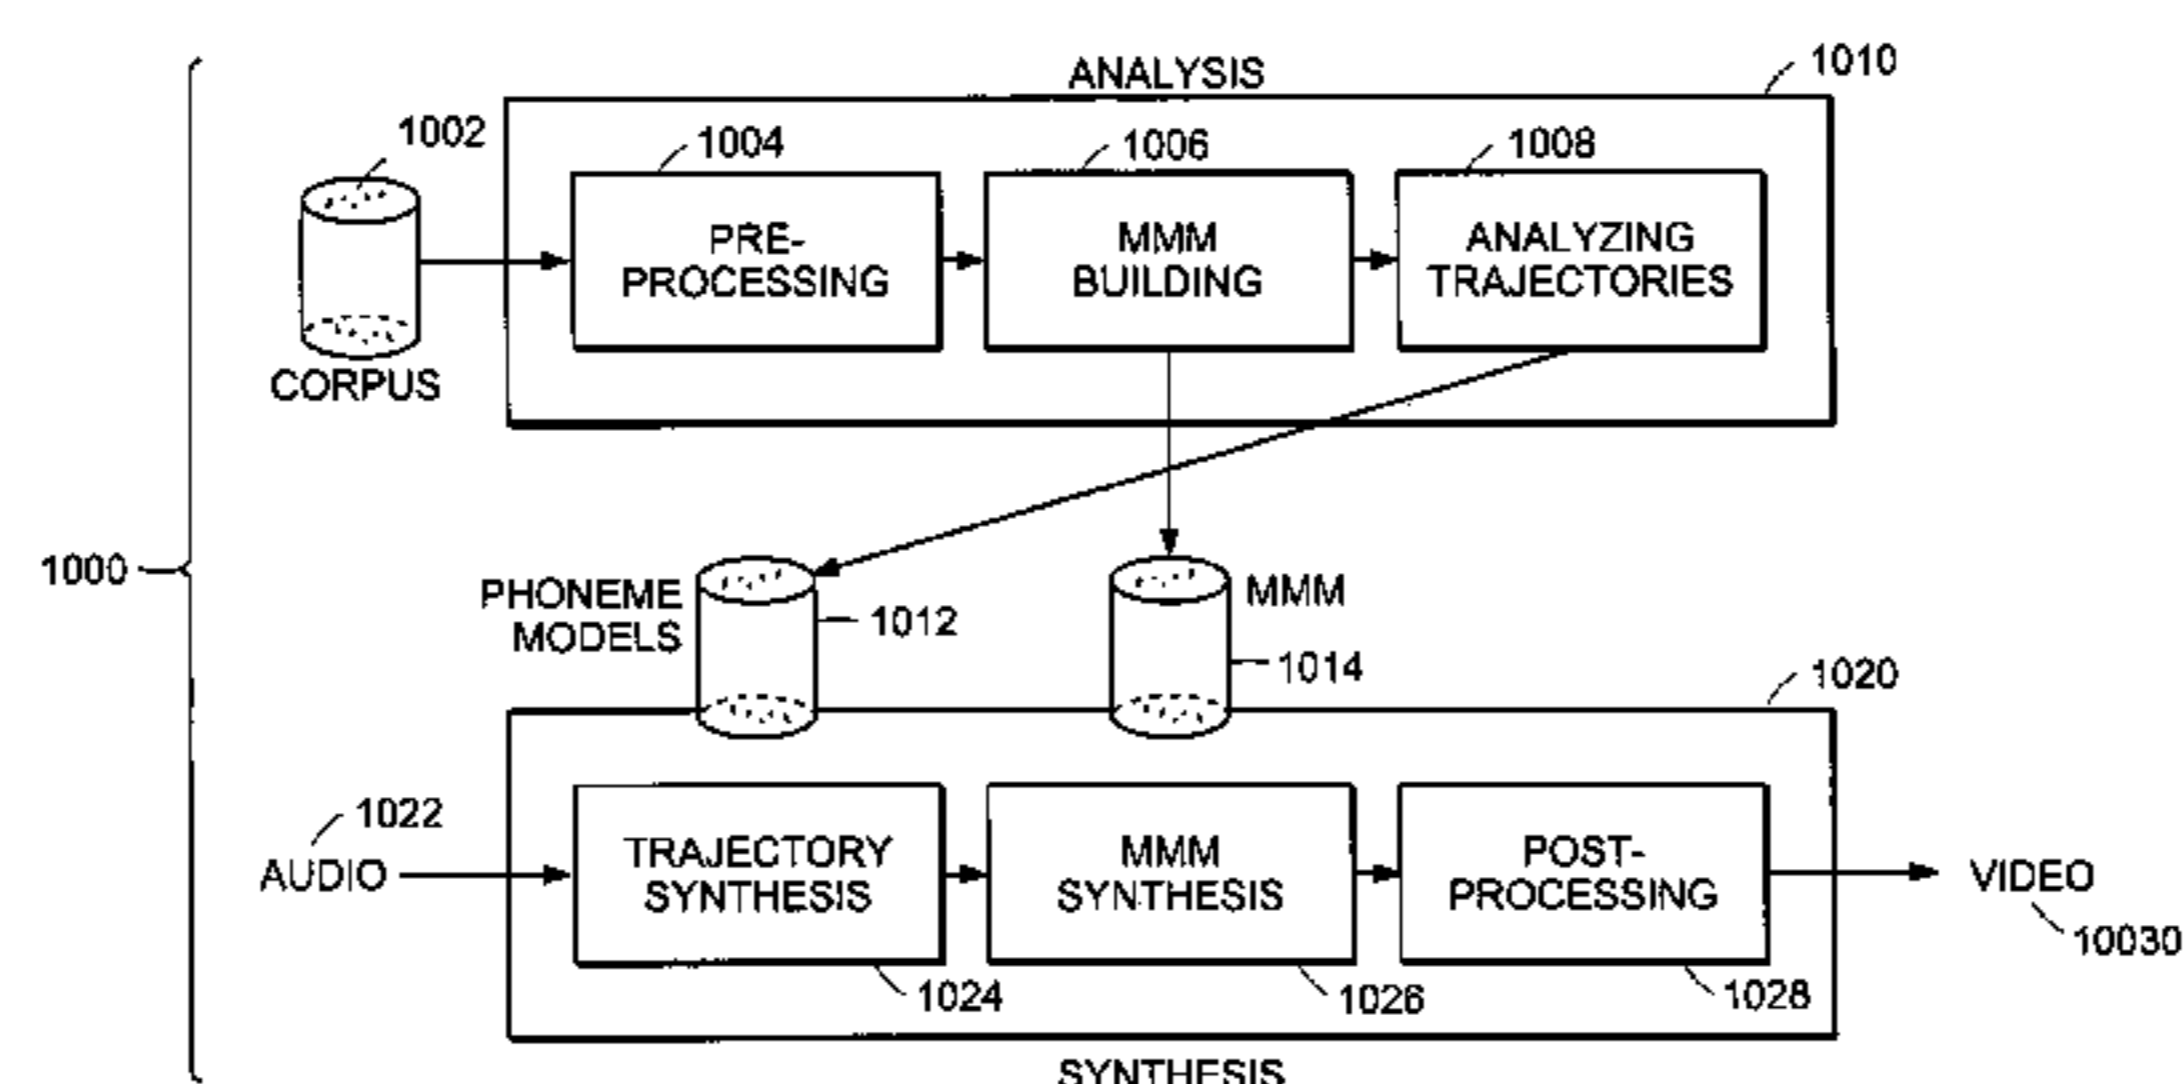 ANALYSIS
1010
1002
1004
1006
1008
PRE-
PROCESSING
MMM
BUILDING
ANALYZING
TRAJECTORIES
CORPUS
1000
PHONEME
MODELS
1012
MMM
1014
1020
1022
AUDIO
TRAJECTORY
SYNTHESIS
MMM
SYNTHESIS
POST-
PROCESSING
VIDEO
10030
1024
1026
1028
SYNTHESIS